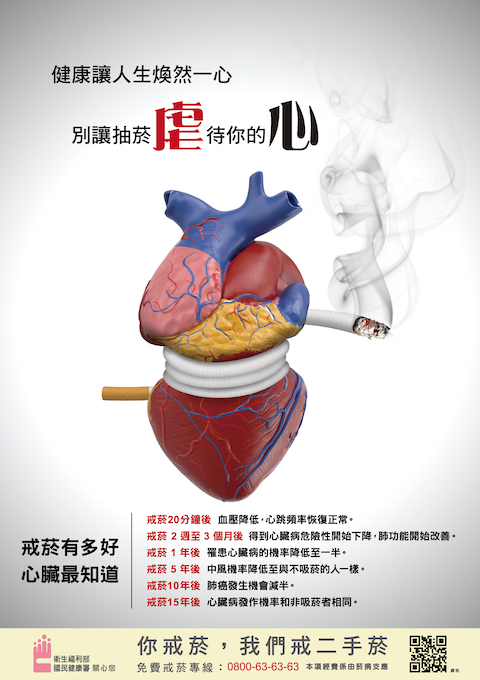 健康讓人生煥然一心
別讓抽菸虐待你的心
戒菸有多好
心臟最知道
戒菸20分鐘後 血壓降低，心跳頻率恢復正常。
戒菸 2 週至 3 個月後 得到心臟病危險性開始下降，肺功能開始改善。
戒菸 1 年後 罹患心臟病的機率降低至一半。
戒菸 5 年後 中風機率降低至與不吸菸的人一樣。
戒菸10年後 肺癌發生機會減半。
戒菸15年後 心臟病發作機率和非吸菸者相同。
衛生福利部
國民健康署 關心您
你戒菸，我們戒二手菸
免費戒菸專線：0800-63-63-63 本項經費係由菸捐支應